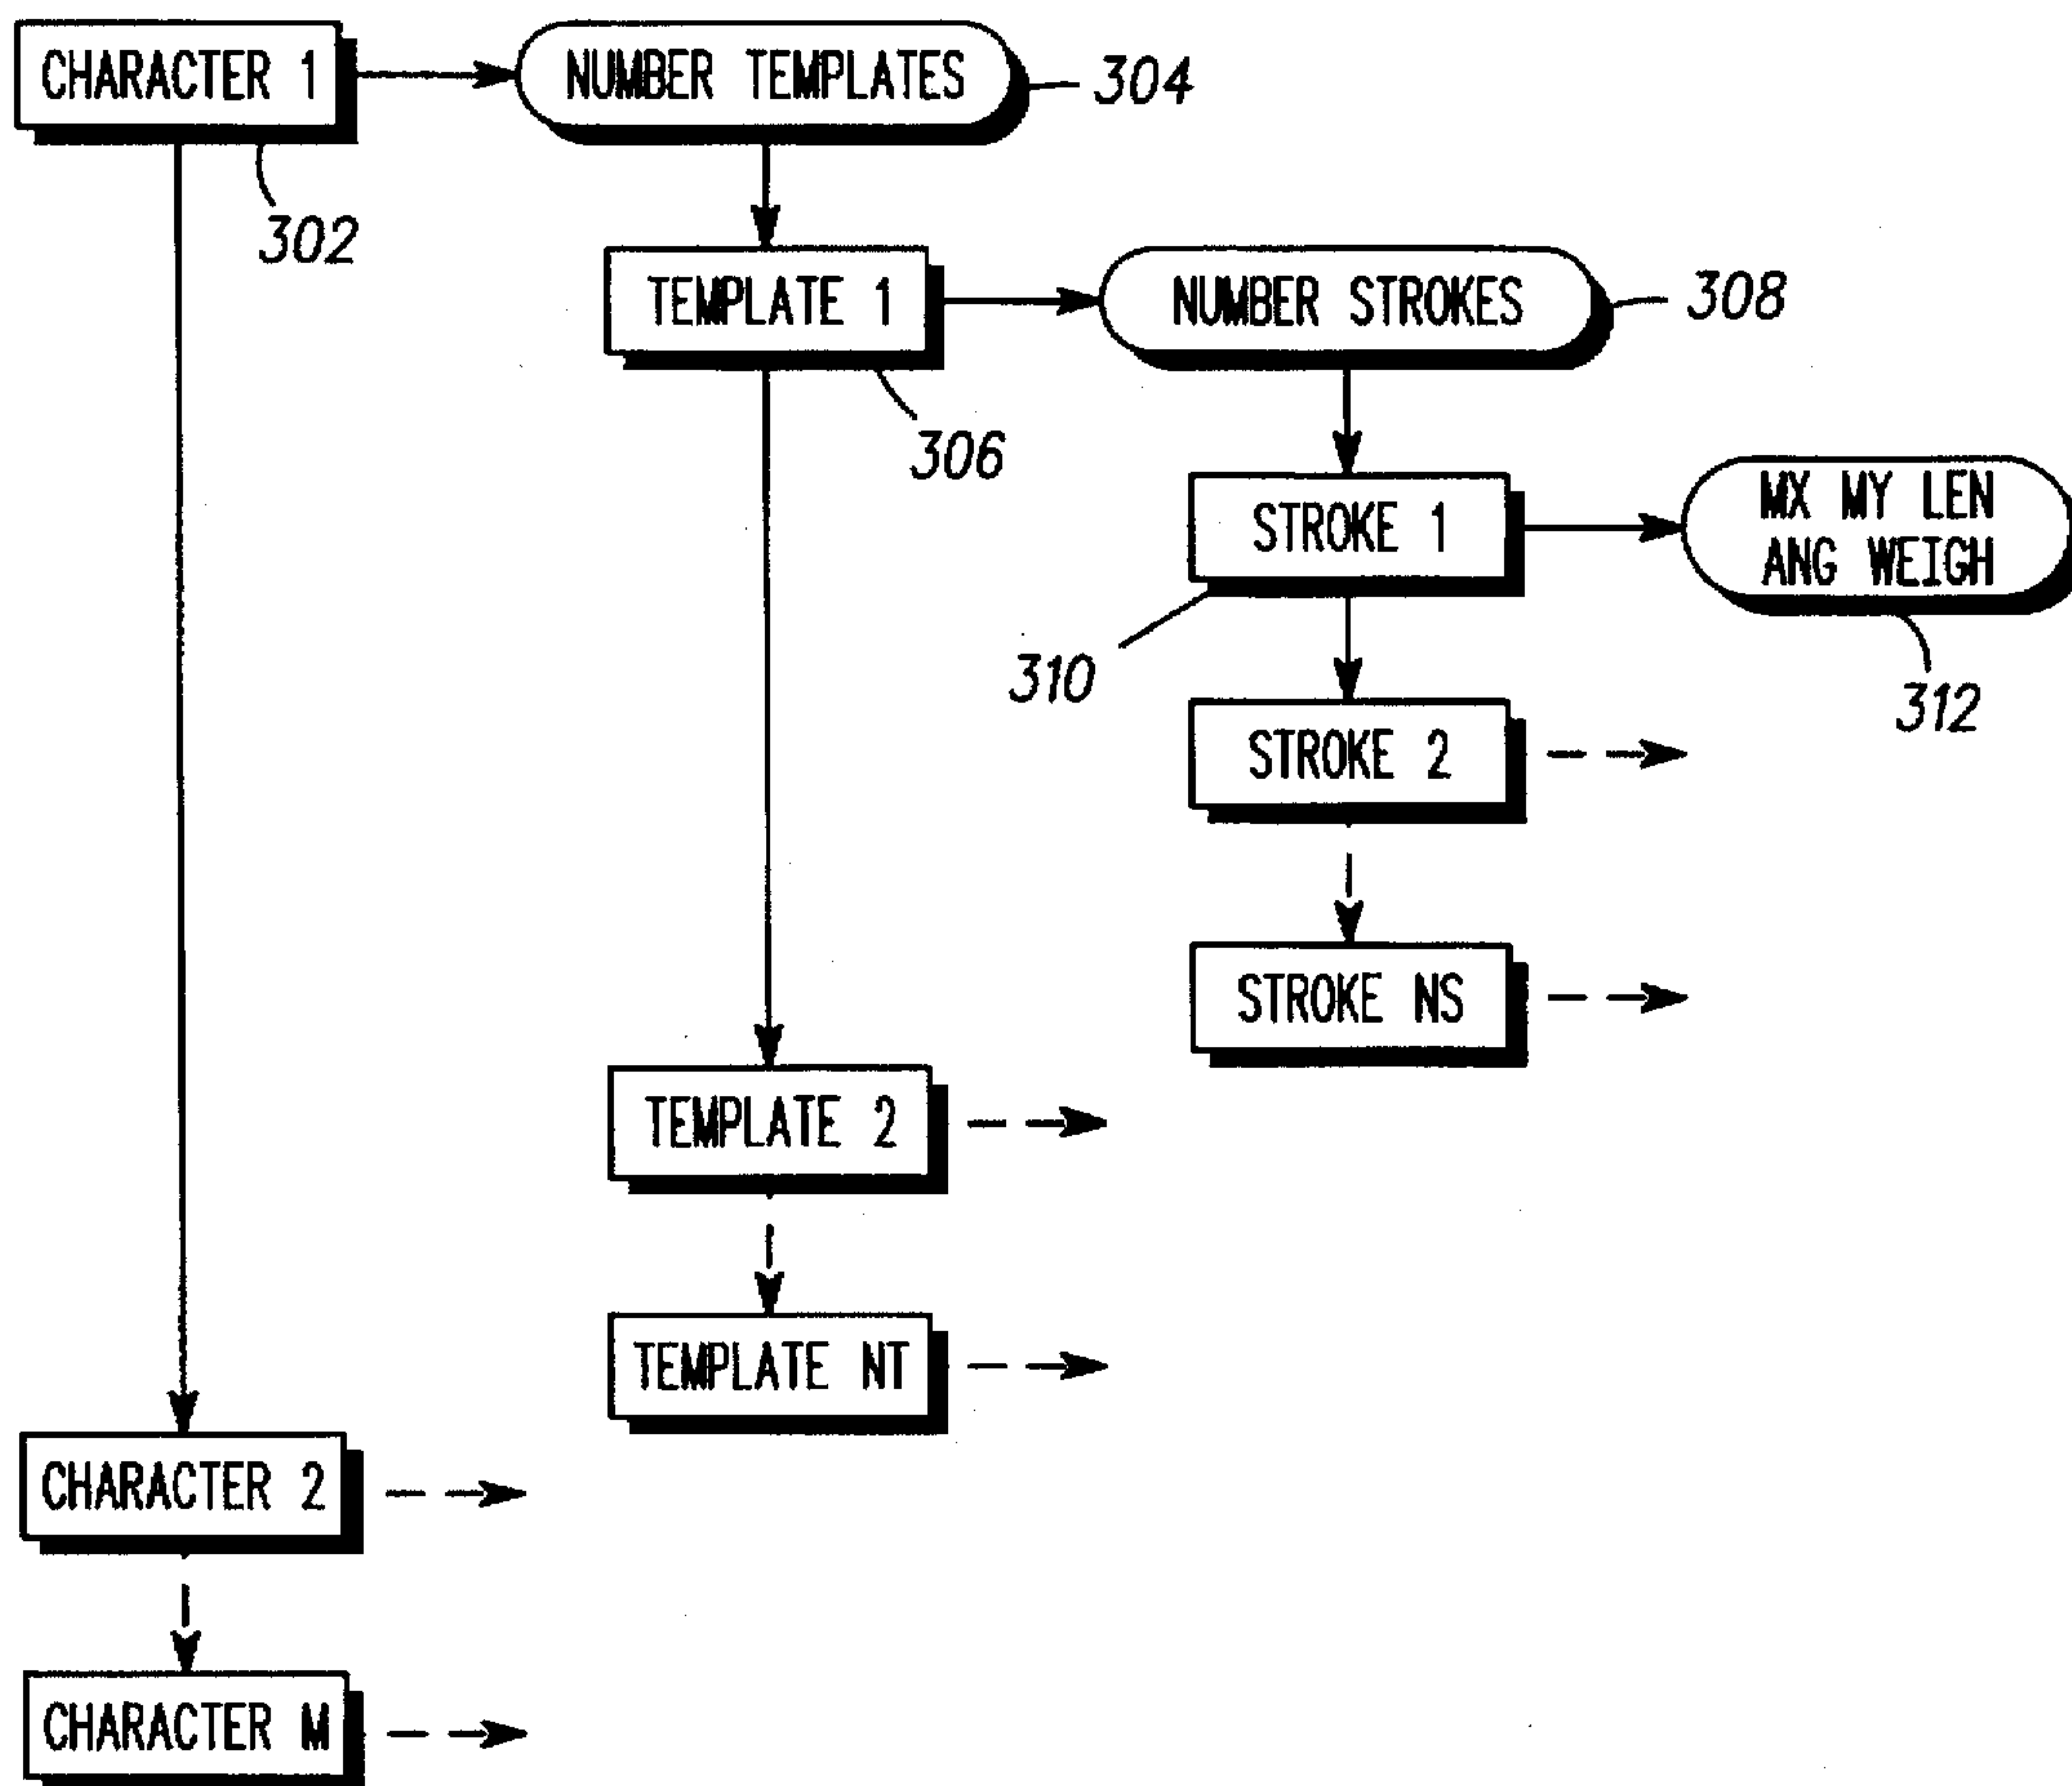 CHARACTER 1
NUMBER TEMPLATES
304
302
TEMPLATE 1
NUMBER STROKES
308
306
STROKE 1
MX MY LEN
ANG WEIGH
310
312
STROKE 2
STROKE NS
TEMPLATE 2
TEMPLATE NT
CHARACTER 2
CHARACTER M